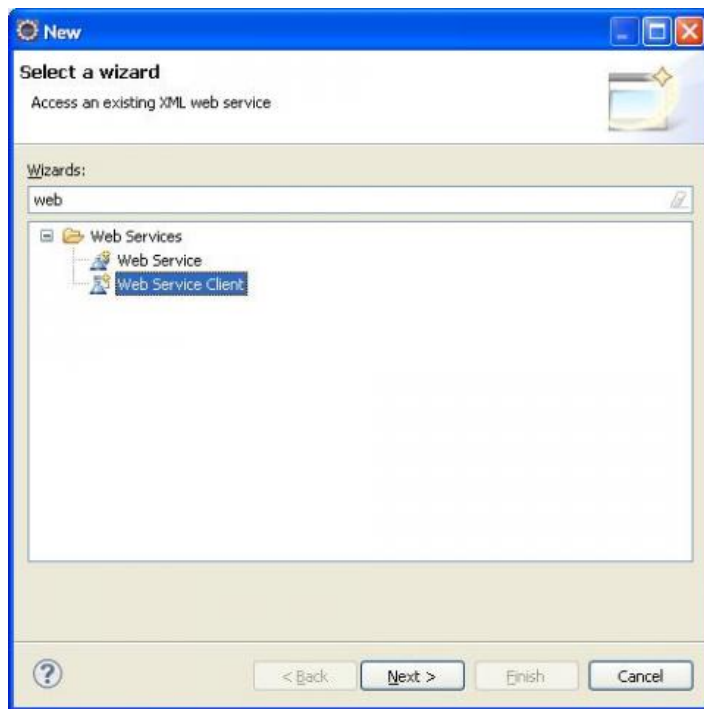 New
Select a wizard
Access an existing XML web service
Wizards:
web
Web Services
Web Service
Web Service Client
? < Back Next > Finish Cancel